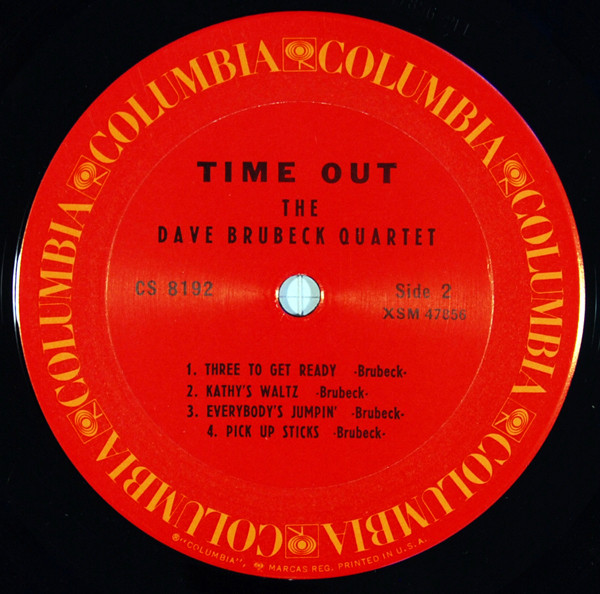 COLUMBIA COLUMBIA COLUMBIA COLUMBIA COLUMBIA COLUMBIA COLUMBIA
TIME OUT
THE
DAVE BRUBECK QUARTET
CS 8192
Side 2
XSM 47856
1. THREE TO GET READY -Brubeck-
2. KATHY'S WALTZ -Brubeck-
3. EVERYBODY'S JUMPIN' -Brubeck-
4. PICK UP STICKS -Brubeck-
®"COLUMBIA", MARCAS REG. PRINTED IN U.S.A.